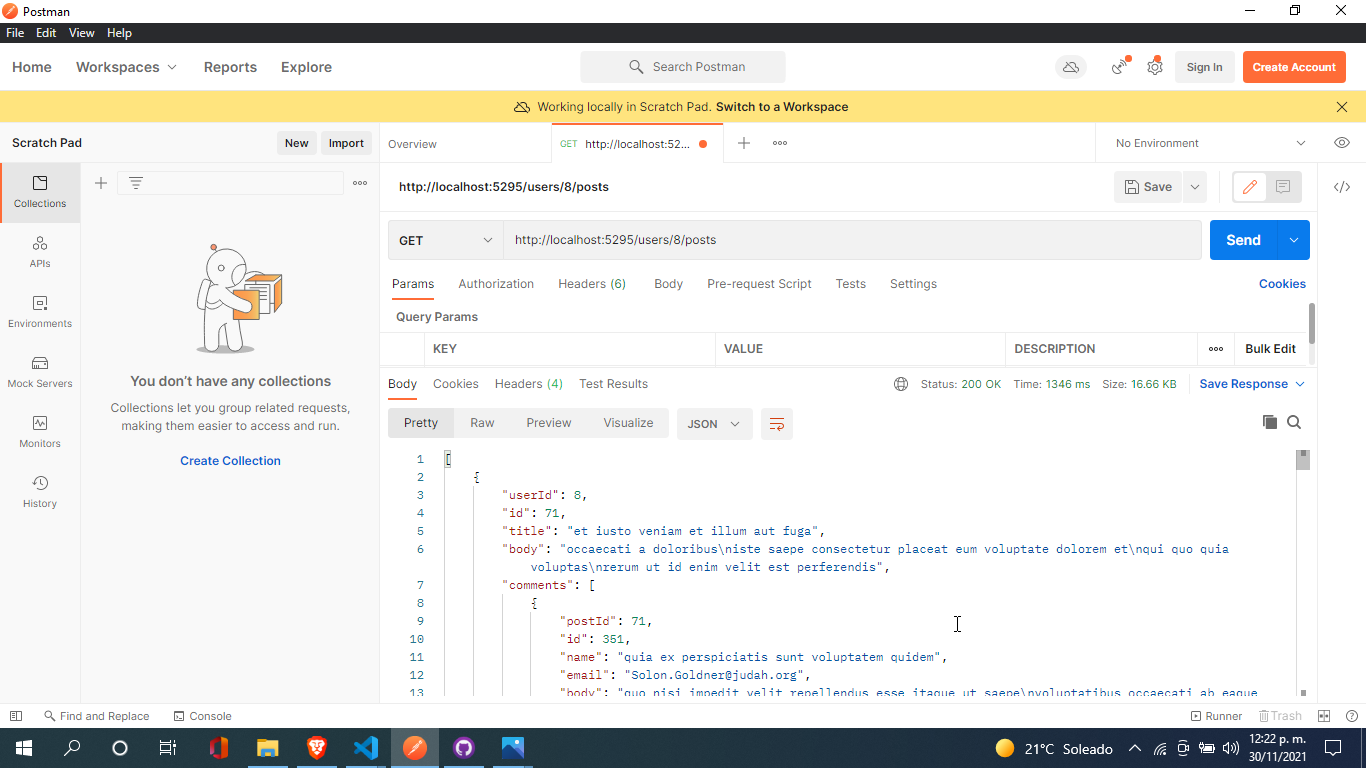 Postman
File Edit View Help
Home Workspaces Reports Explore Search Postman Sign In Create Account
Working locally in Scratch Pad. Switch to a Workspace
Scratch Pad New Import Overview GET http://localhost:52... No Environment
http://localhost:5295/users/8/posts Save
Collections
APIs
Environments
Mock Servers
Monitors
History
You don't have any collections
Collections let you group related requests,
making them easier to access and run.
Create Collection
GET http://localhost:5295/users/8/posts Send
Params Authorization Headers (6) Body Pre-request Script Tests Settings Cookies
Query Params
KEY VALUE DESCRIPTION Bulk Edit
Body Cookies Headers (4) Test Results Status: 200 OK Time: 1346 ms Size: 16.66 KB Save Response
Pretty Raw Preview Visualize JSON
1 [
2 {
3 "userId": 8,
4 "id": 71,
5 "title": "et iusto veniam et illum aut fuga",
6 "body": "occaecati a doloribus\niste saepe consectetur placeat eum voluptate dolorem et\nqui quo quia
voluptas\nrerum ut id enim velit est perferendis",
7 "comments": [
8 {
9 "postId": 71,
10 "id": 351,
11 "name": "quia ex perspiciatis sunt voluptatem quidem",
12 "email": "Solon.Goldner@judah.org",
13 "body": "quo nisi impedit velit repellendus esse itaque ut saepe\nvoluptatibus occaecati ab eaque
Find and Replace Console Runner Trash
21°C Soleado 12:22 p. m.
30/11/2021